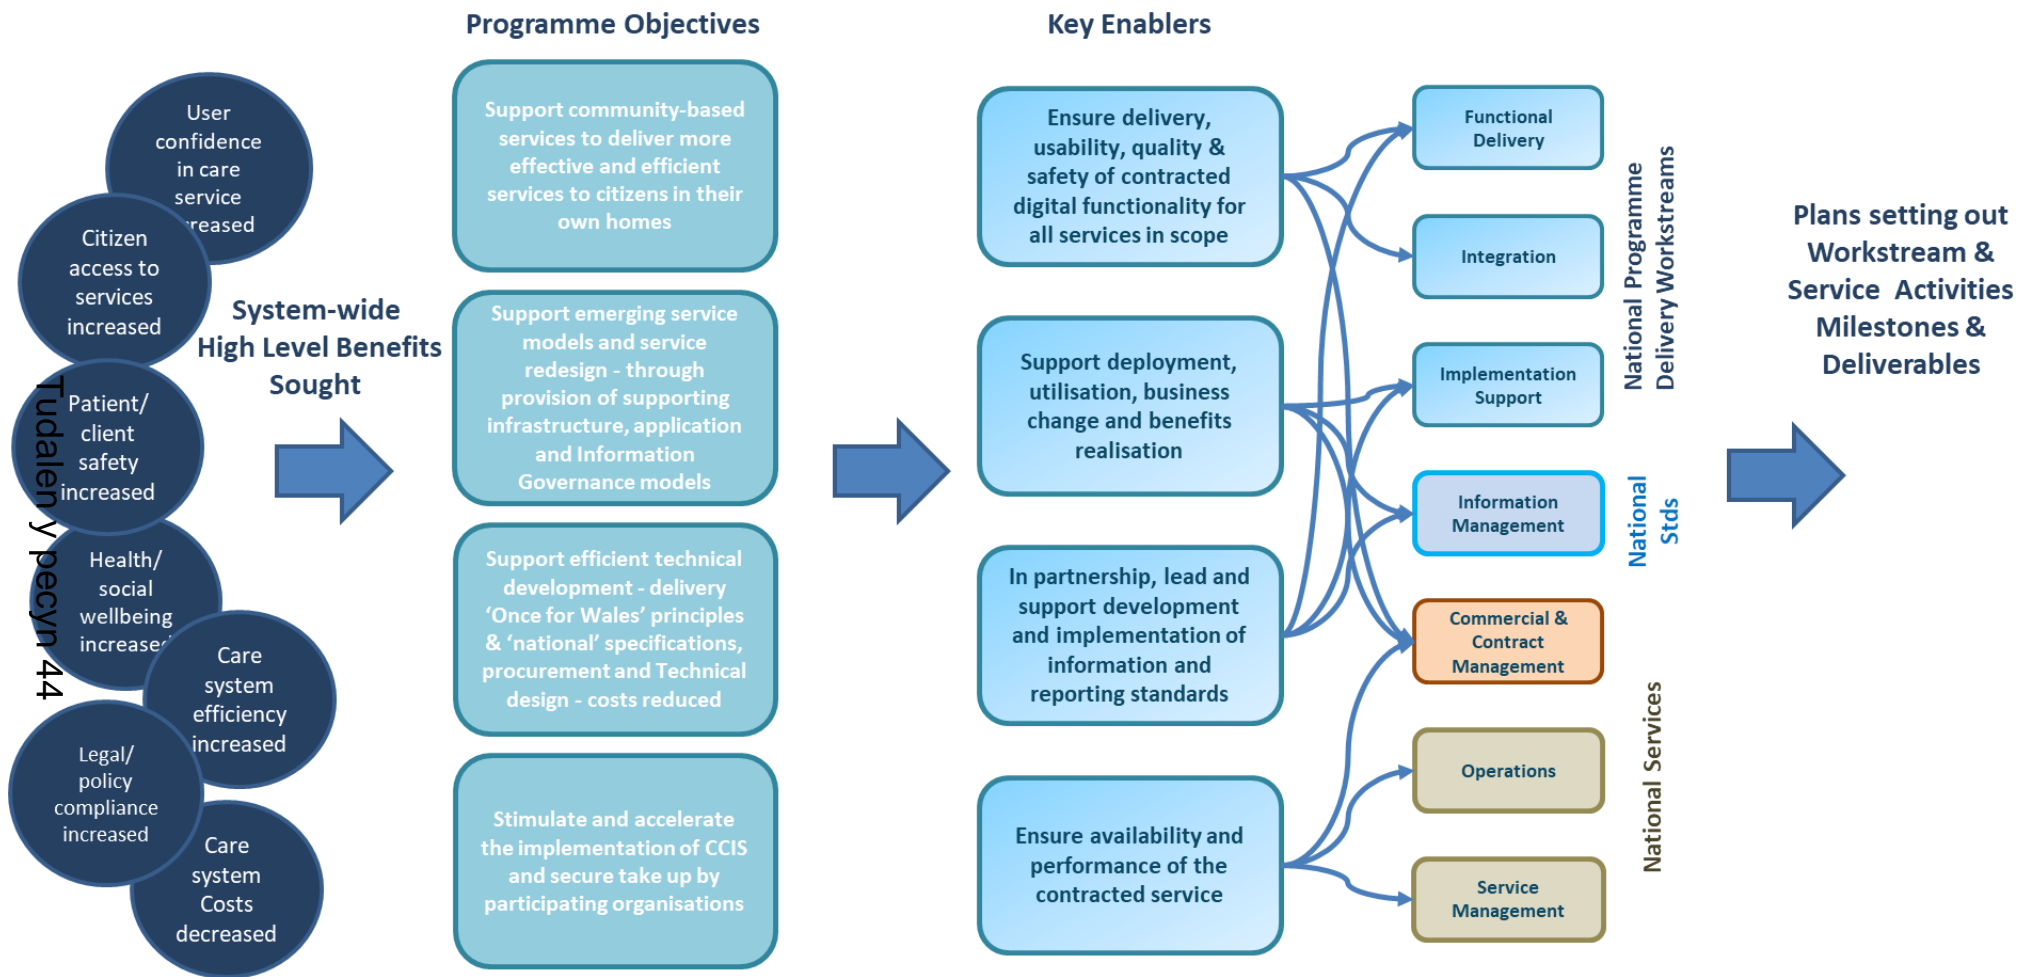 Programme Objectives
Key Enablers
User
confidence
in care
service
reased
Citizen
access to
services
increased
Patient/
client
safety
increased
Health/
social
wellbeing
increased
Care
system
efficiency
increased
Legal/
policy
compliance
increased
Care
system
Costs
decreased
Tudalen y pecyn 44
System-wide
High Level Benefits
Sought
Support community-based
services to deliver more
effective and efficient
services to citizens in their
own homes
Support emerging service
models and service
redesign - through
provision of supporting
infrastructure, application
and Information
Governance models
Support efficient technical
development - delivery
‘Once for Wales’ principles
& ‘national’ specifications,
procurement and Technical
design - costs reduced
Stimulate and accelerate
the implementation of CCIS
and secure take up by
participating organisations
Ensure delivery,
usability, quality &
safety of contracted
digital functionality for
all services in scope
Support deployment,
utilisation, business
change and benefits
realisation
In partnership, lead and
support development
and implementation of
information and
reporting standards
Ensure availability and
performance of the
contracted service
Functional
Delivery
Integration
Implementation
Support
Information
Management
Commercial &
Contract
Management
Operations
Service
Management
National Programme
Delivery Workstreams
National
Stds
National Services
Plans setting out
Workstream &
Service Activities
Milestones &
Deliverables